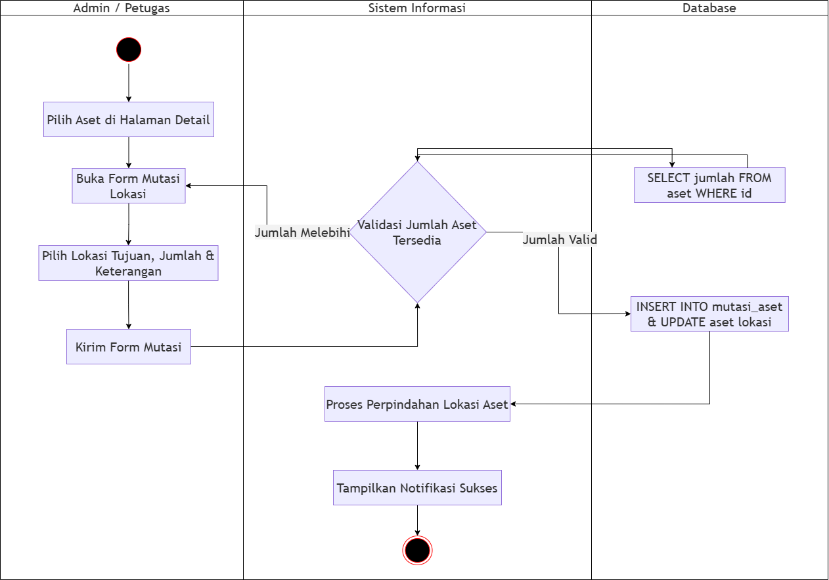 Admin / Petugas
Sistem Informasi
Database
Pilih Aset di Halaman Detail
Buka Form Mutasi
Lokasi
SELECT jumlah FROM
aset WHERE id
Jumlah Melebihi
Validasi Jumlah Aset
Tersedia
Jumlah Valid
Pilih Lokasi Tujuan, Jumlah &
Keterangan
INSERT INTO mutasi_aset
& UPDATE aset lokasi
Kirim Form Mutasi
Proses Perpindahan Lokasi Aset
Tampilkan Notifikasi Sukses